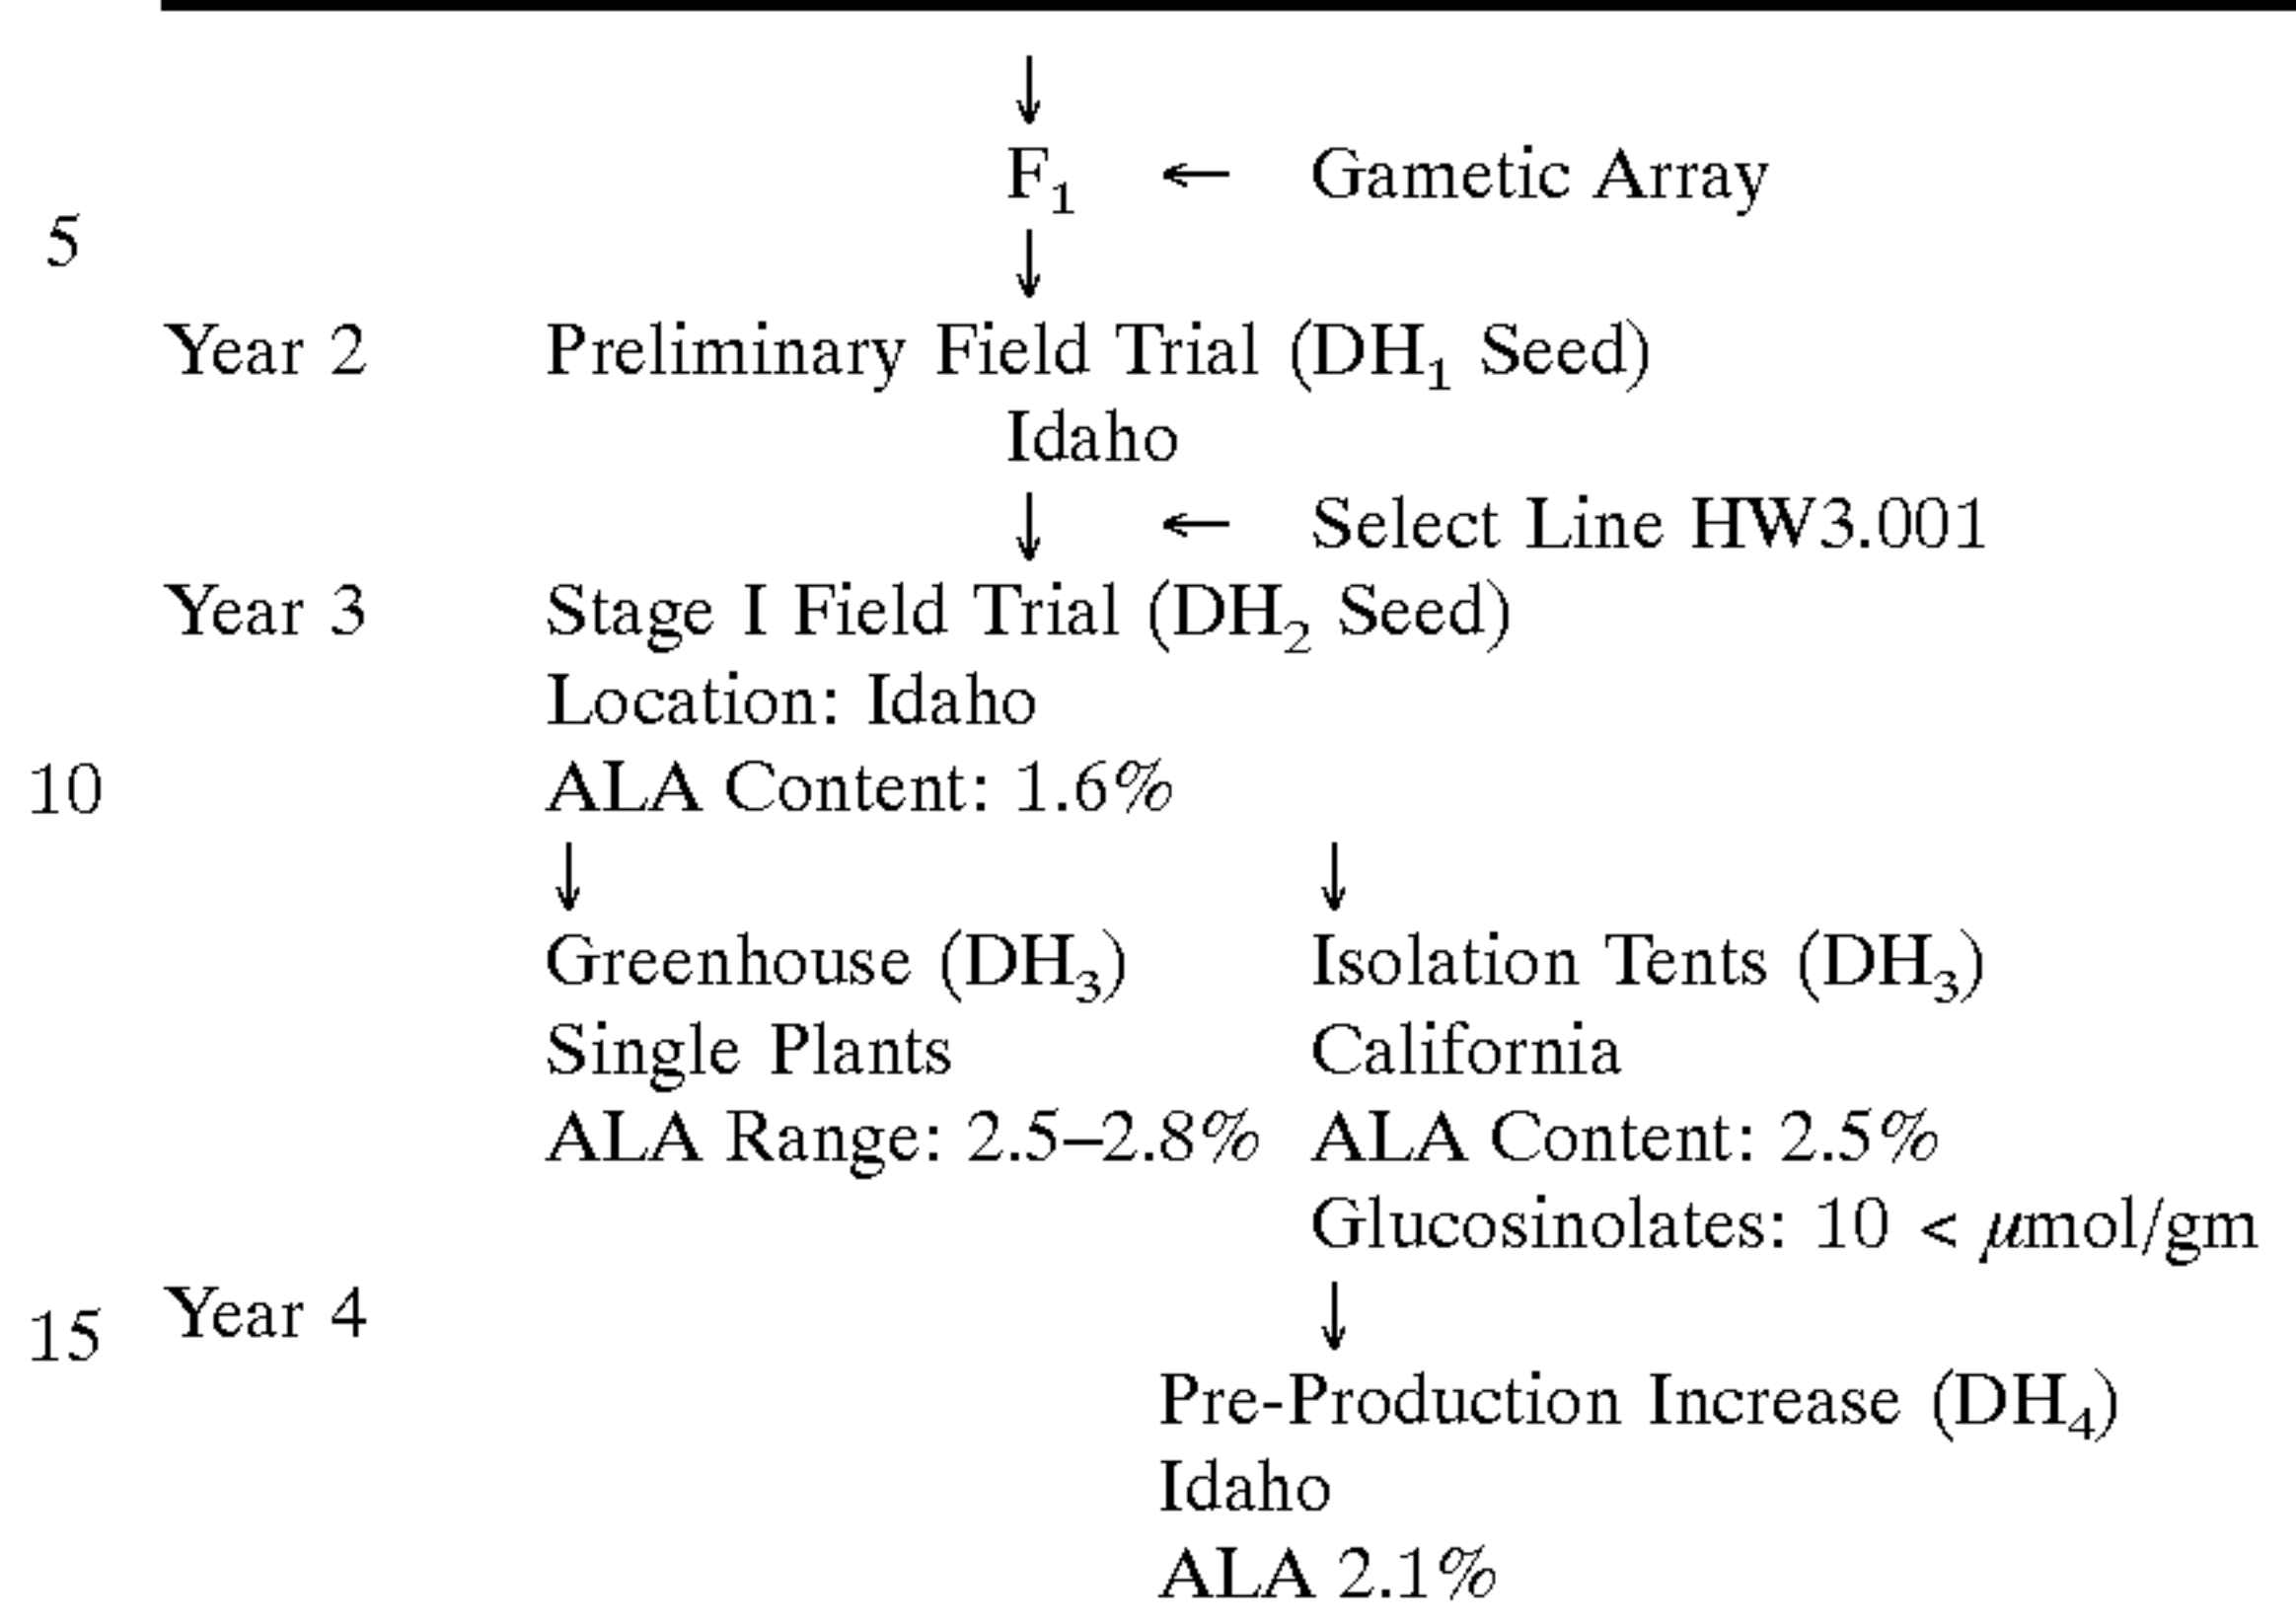 ↓
F₁ ← Gametic Array
5
↓
Year 2 Preliminary Field Trial (DH₁ Seed)
Idaho
↓ ← Select Line HW3.001
Year 3 Stage I Field Trial (DH₂ Seed)
Location: Idaho
10 ALA Content: 1.6%
↓ ↓
Greenhouse (DH₃) Isolation Tents (DH₃)
Single Plants California
ALA Range: 2.5–2.8% ALA Content: 2.5%
Glucosinolates: 10 < μmol/gm
15 Year 4 ↓
Pre-Production Increase (DH₄)
Idaho
ALA 2.1%